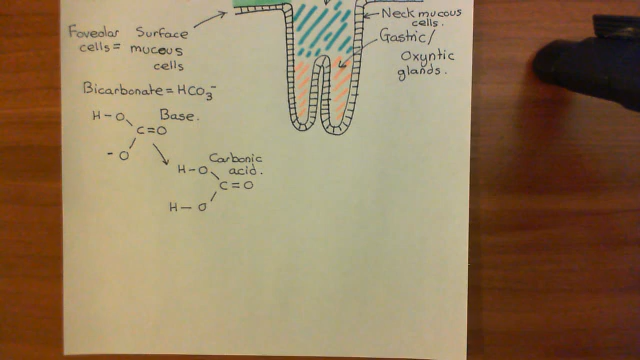 Foveolar Surface
cells = mucous
cells
Neck mucous
cells.
Gastric/
Oxyntic
glands.
Bicarbonate = HCO3-
H-O
Base.
C=O
-O
Carbonic
acid.
H-O
C=O
H-O